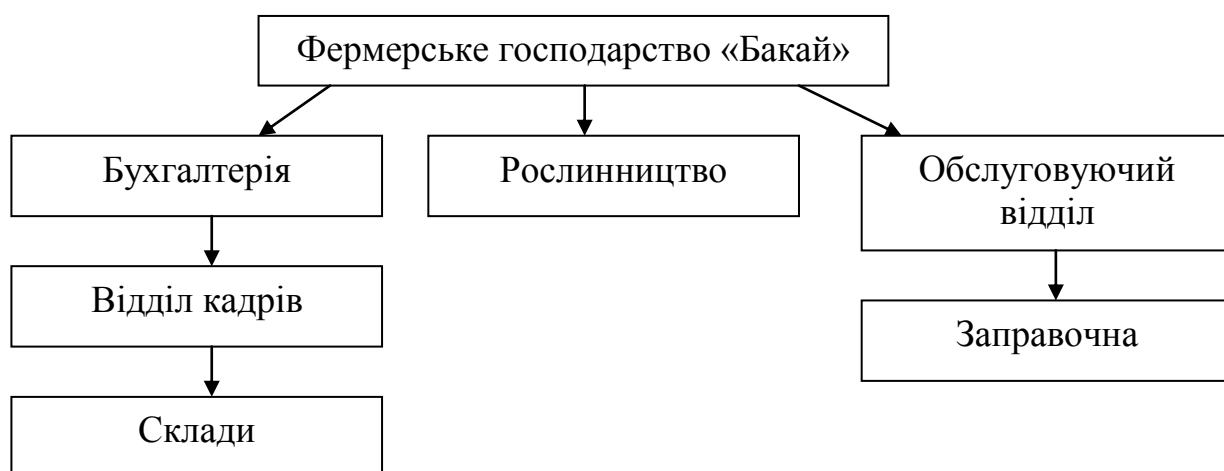 Фермерське господарство «Бакай»
Бухгалтерія
Рослинництво
Обслуговуючий
відділ
Відділ кадрів
Заправочна
Склади